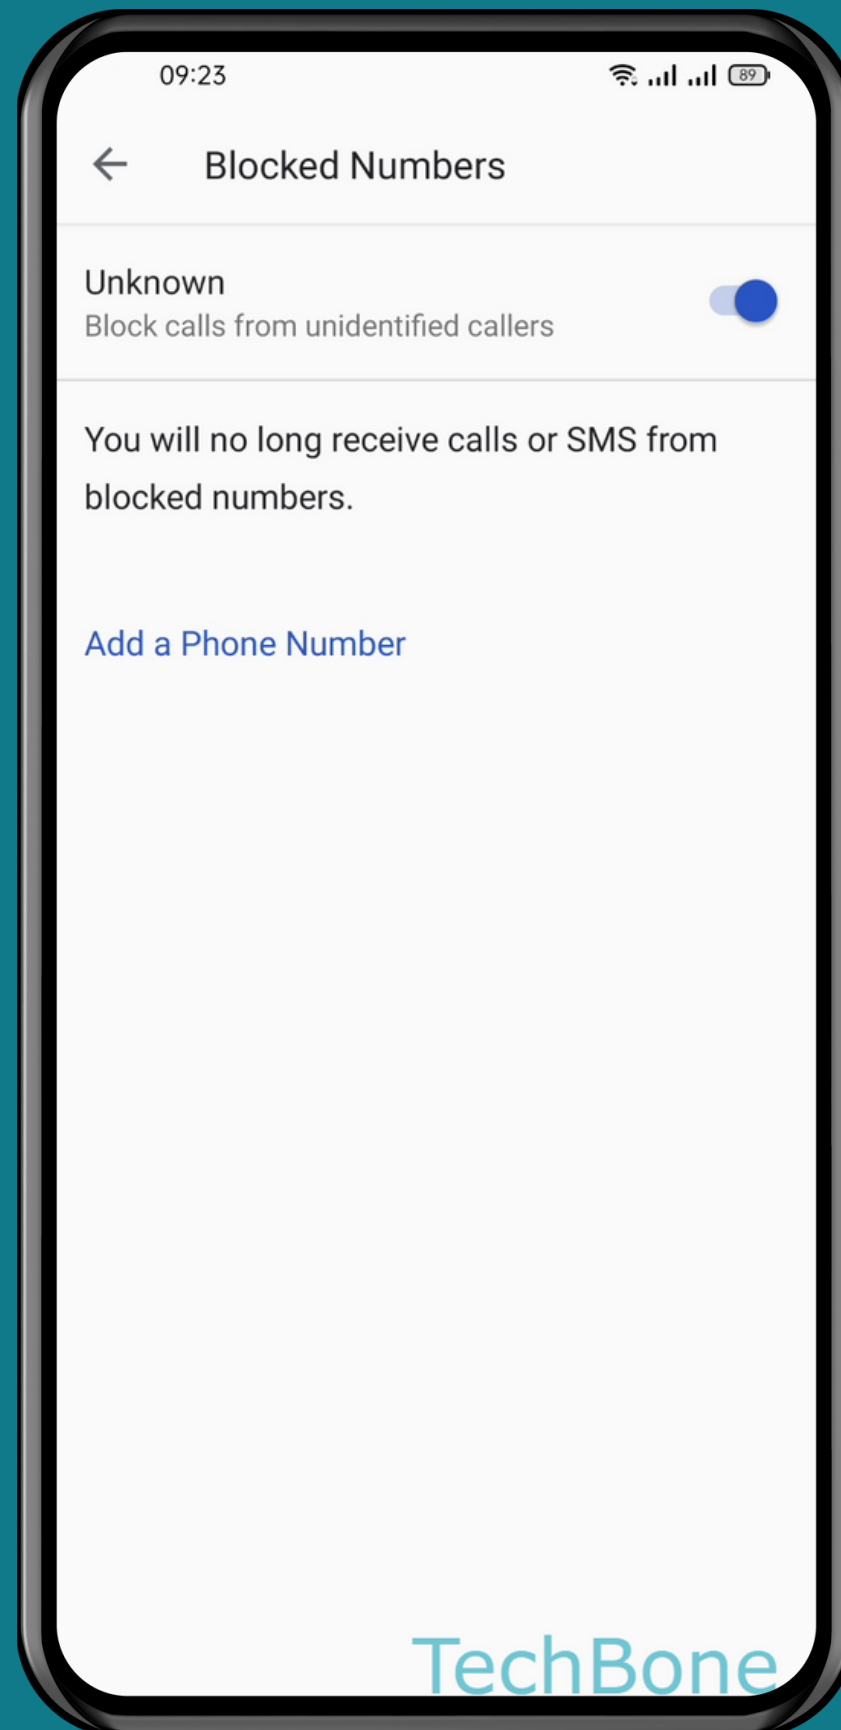 09:23
89
Blocked Numbers
Unknown
Block calls from unidentified callers
You will no long receive calls or SMS from
blocked numbers.
Add a Phone Number
TechBone